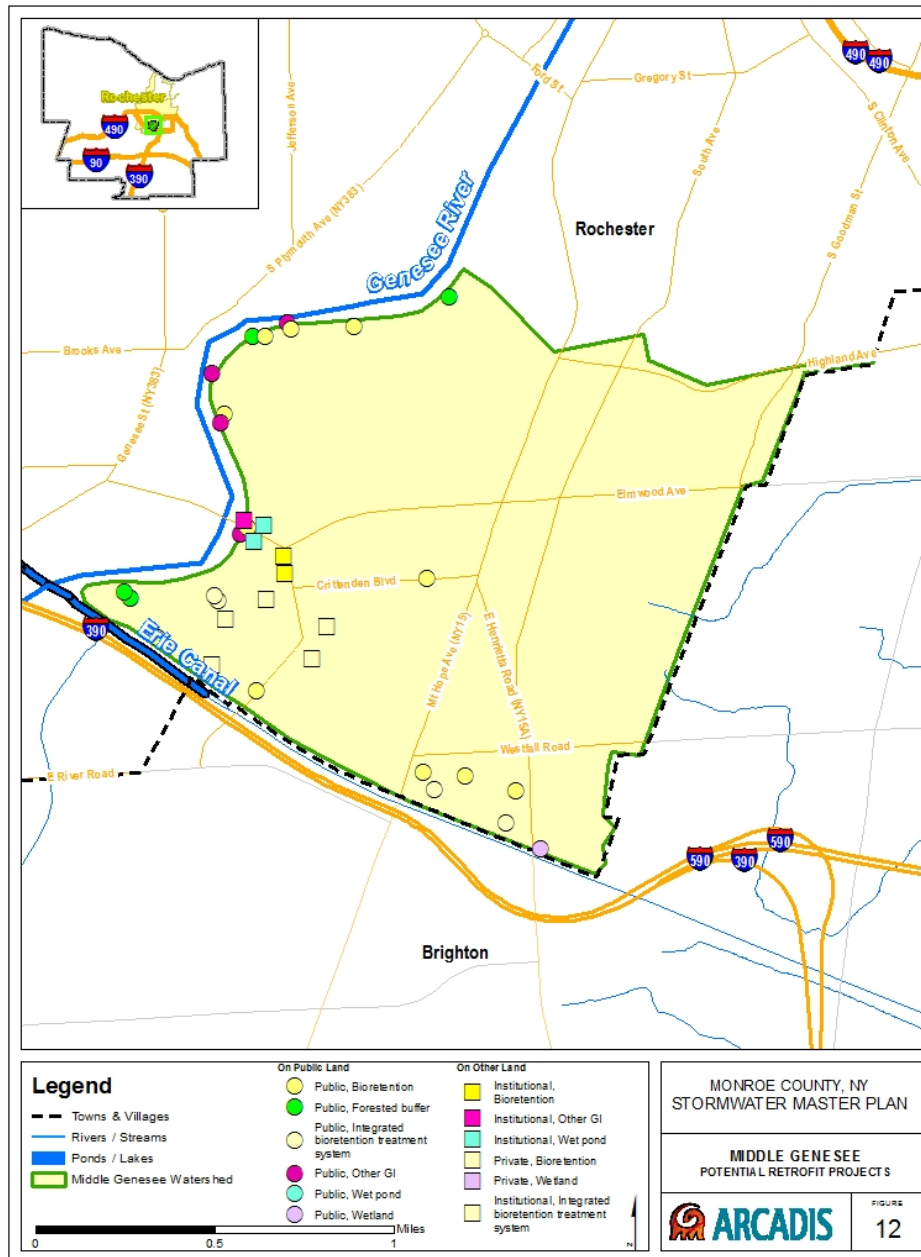 Rochester
490
90
390
Jefferson Ave
Ford St
Gregory St
490
490
S Clinton Ave
South Ave
S Plymouth Ave (NY383)
Genesee River
Rochester
S Goodman St
Brooks Ave
Highland Ave
Genesee St (NY383)
Elmwood Ave
Crittenden Blvd
390
Erie Canal
Mt Hope Ave (NY15)
E Henrietta Road (NY15A)
Westfall Road
E River Road
590
590
390
Brighton
Legend
Towns & Villages
Rivers / Streams
Ponds / Lakes
Middle Genesee Watershed
0 0.5 1
Miles
On Public Land
Public, Bioretention
Public, Forested buffer
Public, Integrated
bioretention treatment
system
Public, Other GI
Public, Wet pond
Public, Wetland
On Other Land
Institutional,
Bioretention
Institutional, Other GI
Institutional, Wet pond
Private, Bioretention
Private, Wetland
Institutional, Integrated
bioretention treatment
system
Z
MONROE COUNTY, NY
STORMWATER MASTER PLAN
MIDDLE GENESEE
POTENTIAL RETROFIT PROJECTS
ARCADIS
FIGURE
12